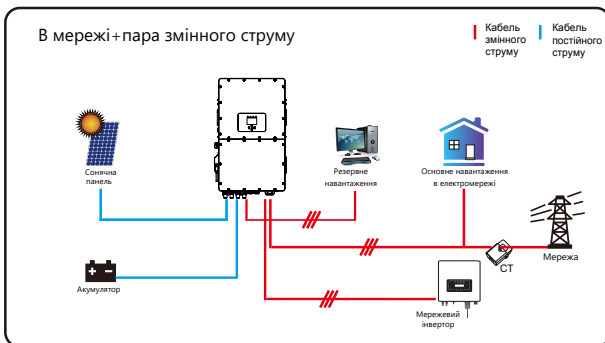 В мережі+пара змінного струму
Кабель
змінного
струму
Кабель
постійного
струму
Сонячна
панель
Резервне
навантаження
Основне навантаження
в електромережі
Мережа
CT
Акумулятор
Мережевий
інвертор